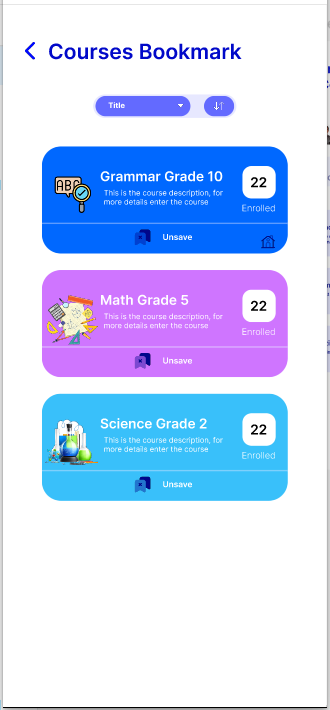 Courses Bookmark
Title
ABC
Grammar Grade 10
This is the course description, for
more details enter the course
22
Enrolled
Unsave
Math Grade 5
This is the course description, for
more details enter the course
22
Enrolled
Unsave
Science Grade 2
This is the course description, for
more details enter the course
22
Enrolled
Unsave